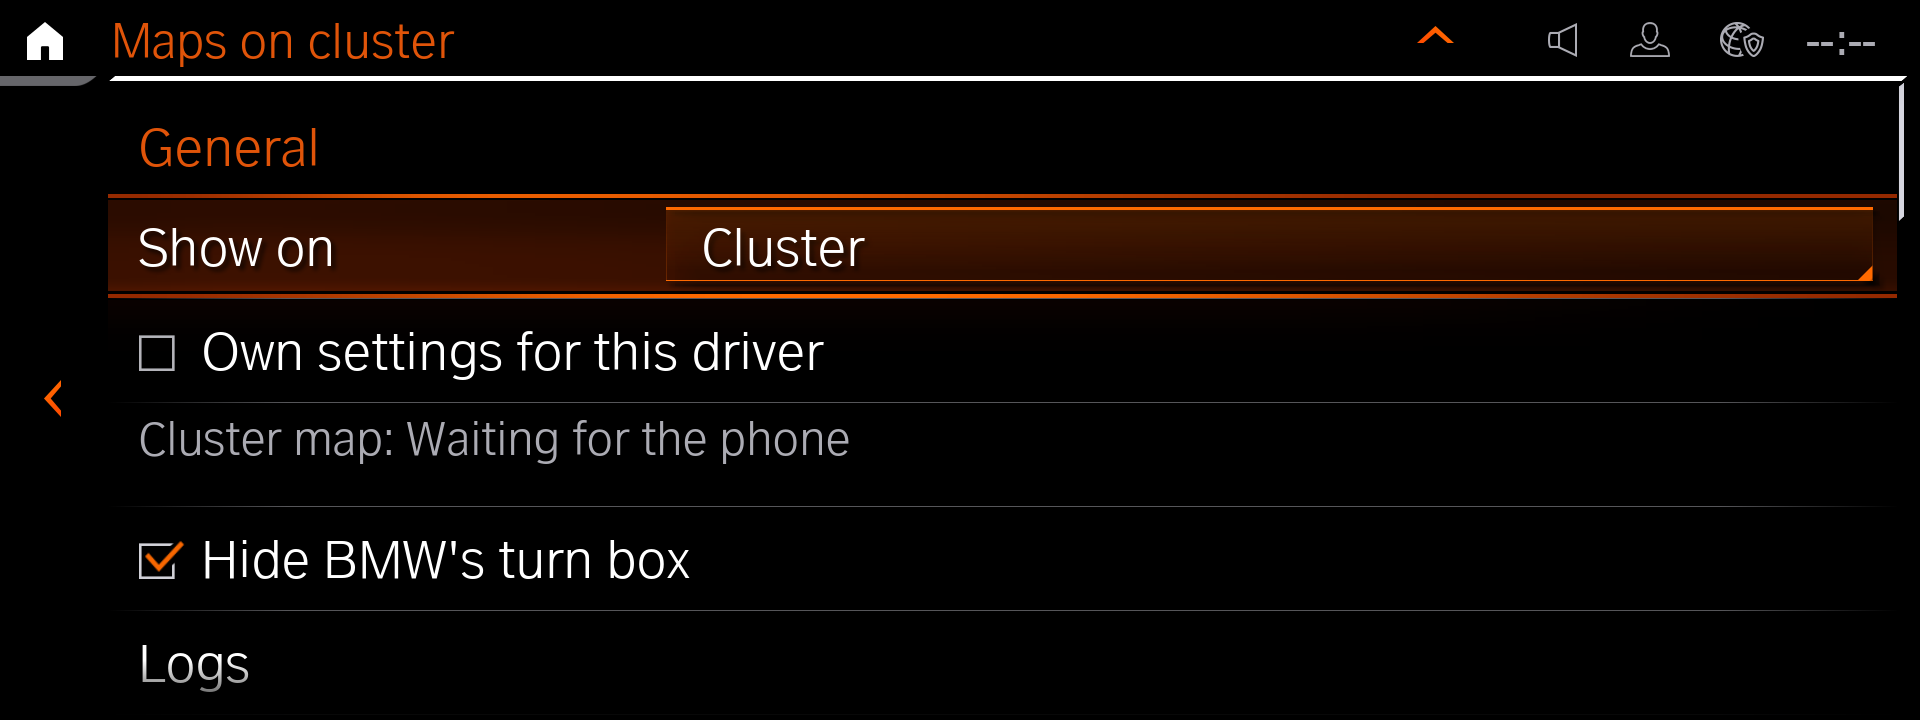 Maps on cluster
--:--
General
Show on Cluster
Own settings for this driver
Cluster map: Waiting for the phone
Hide BMW's turn box
Logs